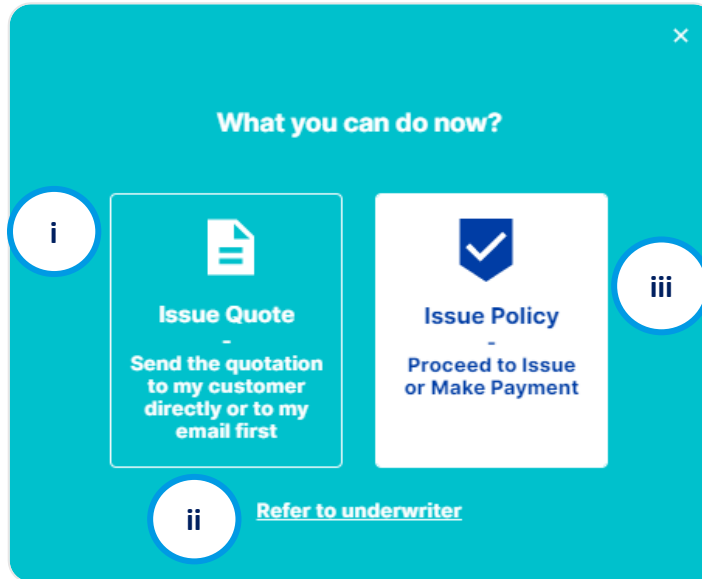 ×
What you can do now?
i
Issue Quote
-
Send the quotation
to my customer
directly or to my
email first
iii
Issue Policy
-
Proceed to Issue
or Make Payment
ii
Refer to underwriter